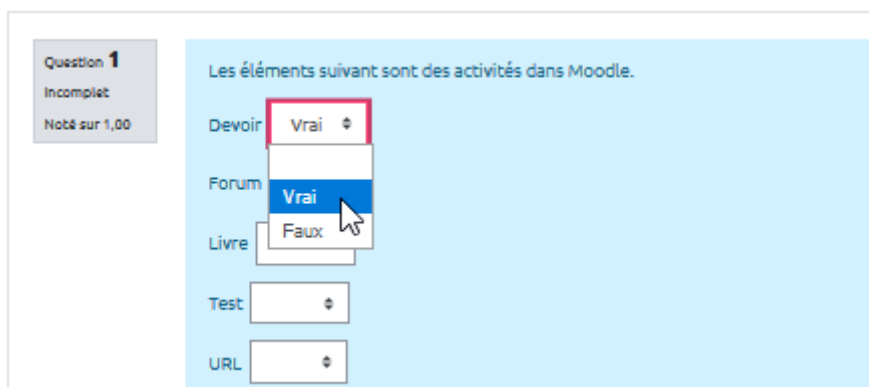 Question 1
Incomplet
Noté sur 1,00
Les éléments suivant sont des activités dans Moodle.
Devoir Vrai
Forum
Vrai
Faux
Livre
Test
URL